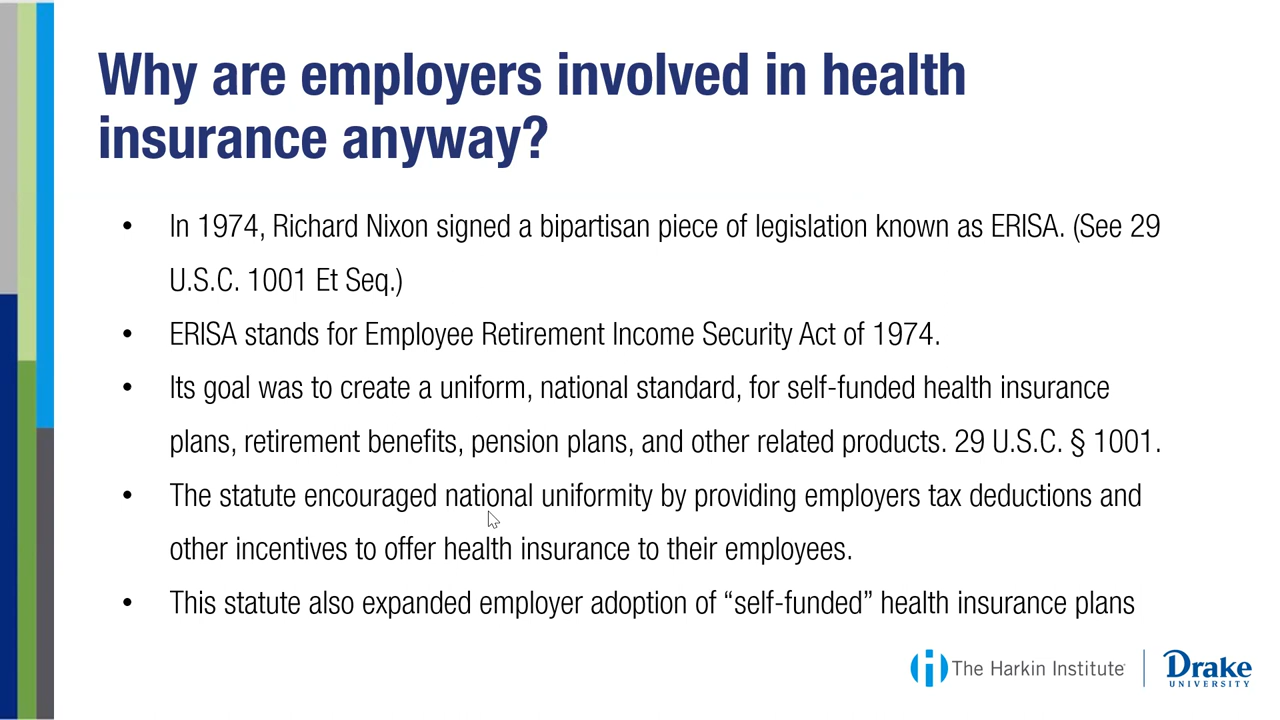 Why are employers involved in health
insurance anyway?
• In 1974, Richard Nixon signed a bipartisan piece of legislation known as ERISA. (See 29
U.S.C. 1001 Et Seq.)
• ERISA stands for Employee Retirement Income Security Act of 1974.
• Its goal was to create a uniform, national standard, for self-funded health insurance
plans, retirement benefits, pension plans, and other related products. 29 U.S.C. § 1001.
• The statute encouraged national uniformity by providing employers tax deductions and
other incentives to offer health insurance to their employees.
• This statute also expanded employer adoption of “self-funded” health insurance plans
The Harkin Institute
Drake
UNIVERSITY